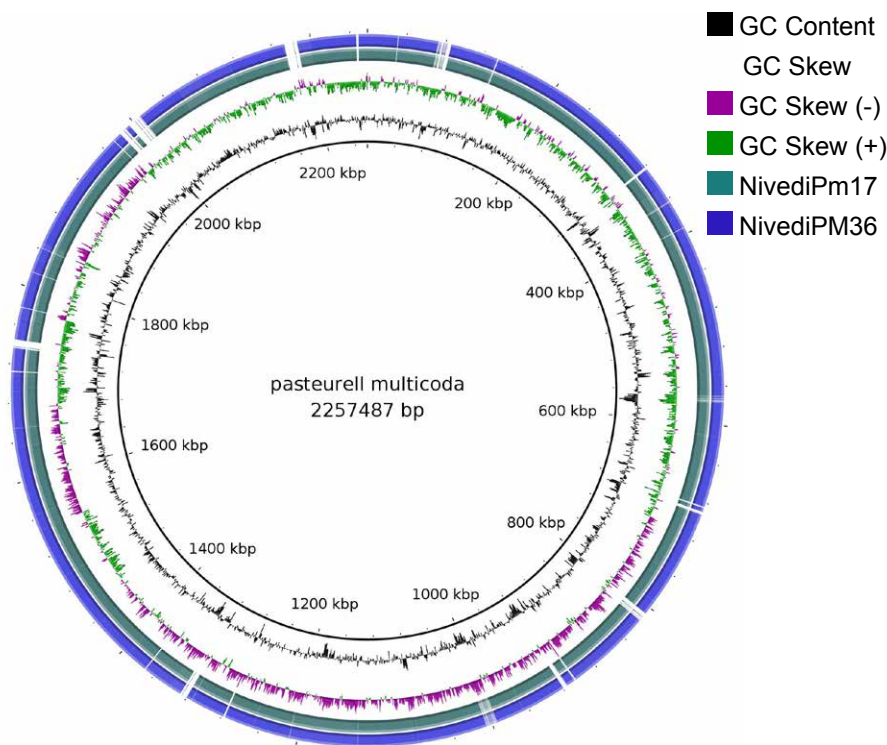 GC Content
GC Skew
GC Skew (-)
GC Skew (+)
NivediPm17
NivediPM36
2200 kbp
200 kbp
2000 kbp
400 kbp
1800 kbp
pasteurell multicoda
2257487 bp
600 kbp
1600 kbp
800 kbp
1400 kbp
1000 kbp
1200 kbp